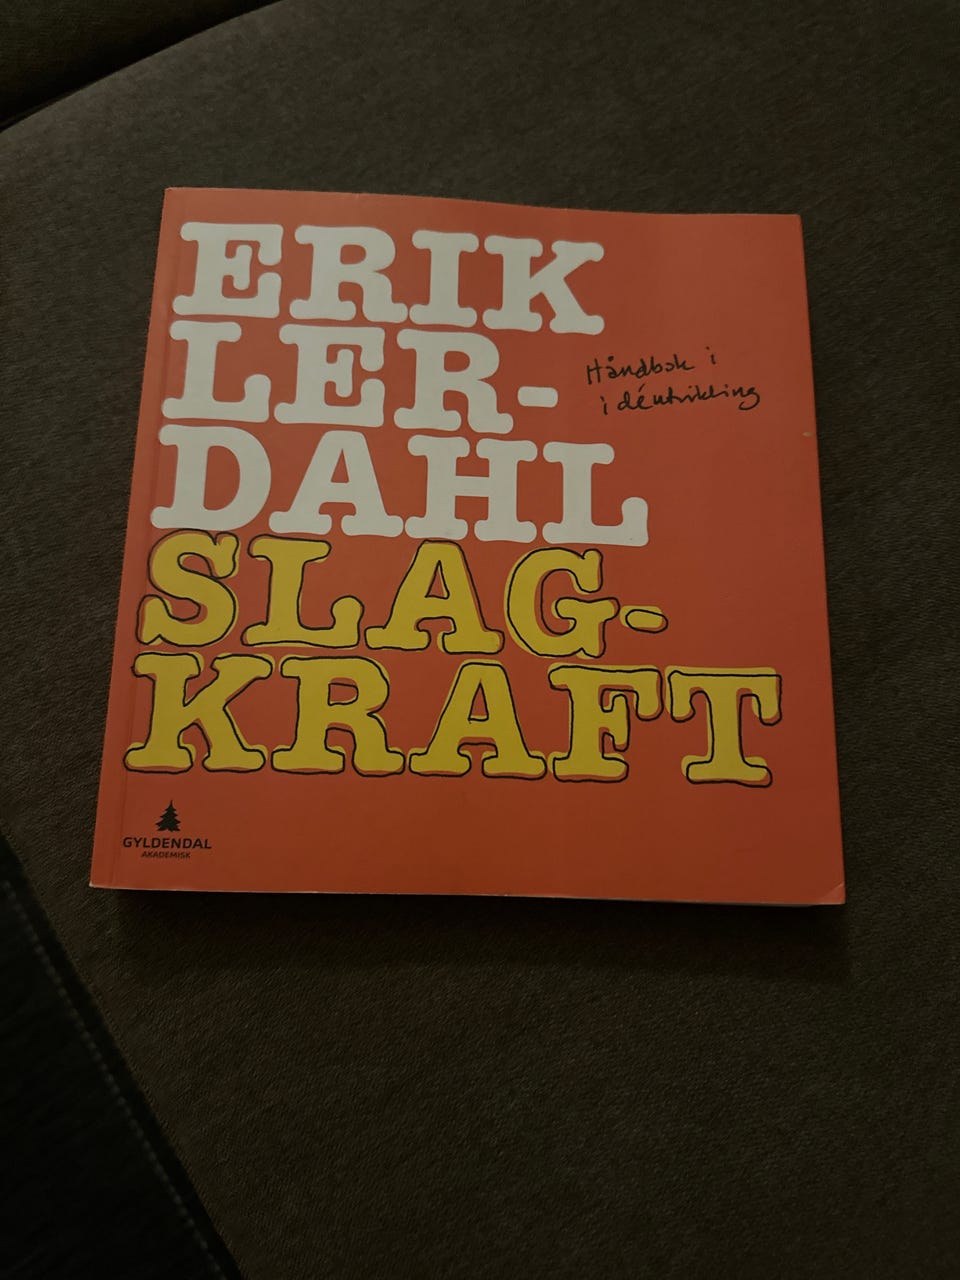 ERIK
LER-
DAHL
Håndbok i
idéutvikling
SLAG-
KRAFT
GYLDENDAL
AKADEMISK